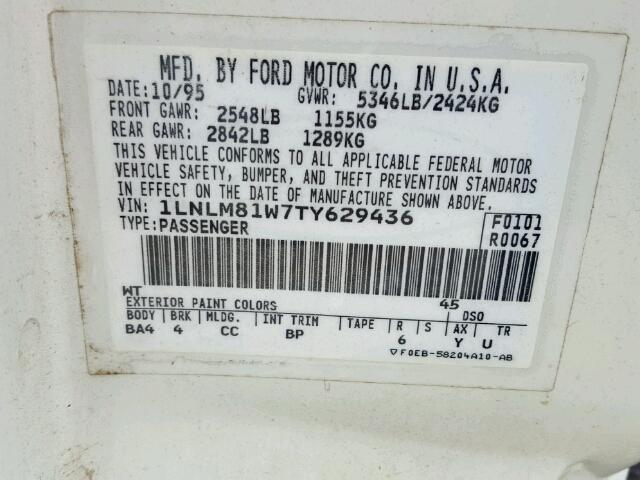 MFD. BY FORD MOTOR CO. IN U.S.A.
DATE: 10/95 GVWR: 5346LB/2424KG
FRONT GAWR: 2548LB 1155KG
REAR GAWR: 2842LB 1289KG
THIS VEHICLE CONFORMS TO ALL APPLICABLE FEDERAL MOTOR
VEHICLE SAFETY, BUMPER, AND THEFT PREVENTION STANDARDS
IN EFFECT ON THE DATE OF MANUFACTURE SHOWN ABOVE.
VIN: 1LNLM81W7TY629436 F0101
TYPE: PASSENGER R0067
WT 45
EXTERIOR PAINT COLORS DSO
BODY BRK MLDG. INT TRIM TAPE R S AX TR
BA4 4 CC BP 6 Y U
▽F0EB-58204A10-AB